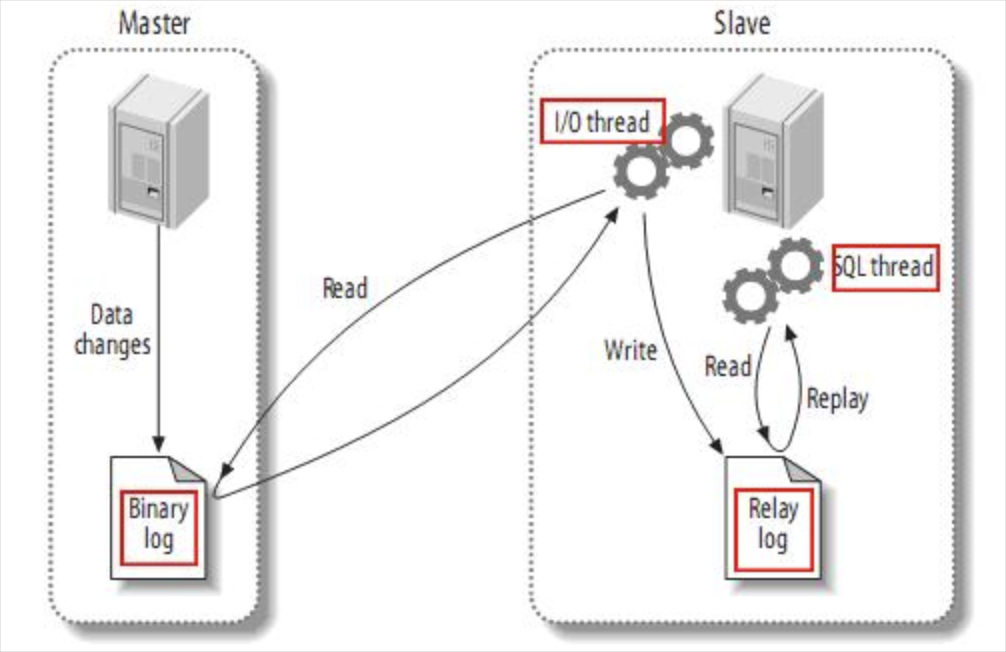 Master
Slave
I/O thread
SQL thread
Read
Data
changes
Write
Read
Replay
Binary
log
Relay
log